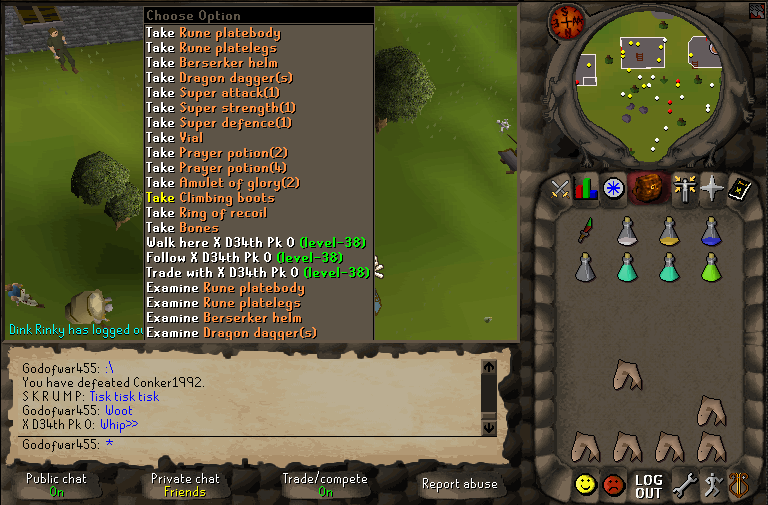 Choose Option
Take Rune platebody
Take Rune platelegs
Take Berserker helm
Take Dragon dagger(s)
Take Super attack(1)
Take Super strength(1)
Take Super defence(1)
Take Vial
Take Prayer potion(2)
Take Prayer potion(4)
Take Amulet of glory(2)
Take Climbing boots
Take Ring of recoil
Take Bones
Walk here X D34th Pk 0 (level-38)
Follow X D34th Pk 0 (level-38)
Trade with X D34th Pk 0 (level-38)
Examine Rune platebody
Examine Rune platelegs
Examine Berserker helm
Examine Dragon dagger(s)
Dink Rinky has logged ou
Godofwar455: :\
You have defeated Conker1992.
S K R U M P: Tisk tisk tisk
Godofwar455: Woot
X D34th Pk 0: Whip>>
Godofwar455: *
Public chat
On
Private chat
Friends
Trade/compete
On
Report abuse
LOG
OUT